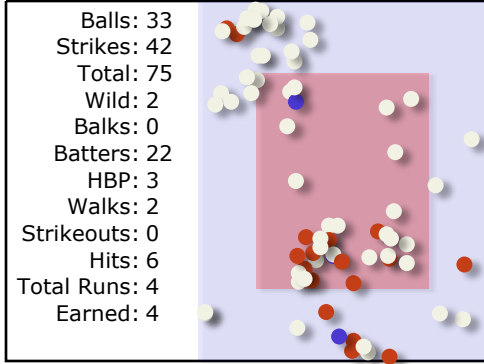 Balls: 33
Strikes: 42
Total: 75
Wild: 2
Balks: 0
Batters: 22
HBP: 3
Walks: 2
Strikeouts: 0
Hits: 6
Total Runs: 4
Earned: 4